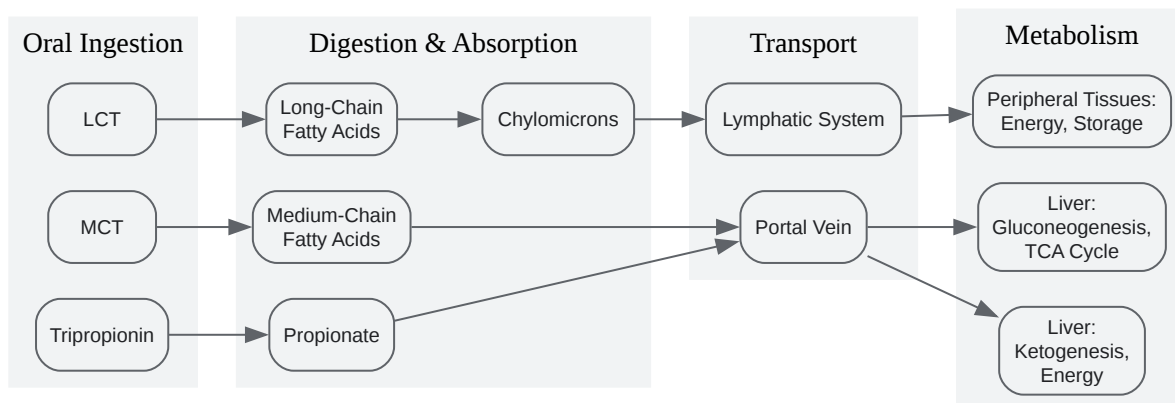 Oral Ingestion
Digestion & Absorption
Transport
Metabolism
LCT
Long-Chain
Fatty Acids
Chylomicrons
Lymphatic System
Peripheral Tissues:
Energy, Storage
MCT
Medium-Chain
Fatty Acids
Portal Vein
Liver:
Gluconeogenesis,
TCA Cycle
Tripropionin
Propionate
Liver:
Ketogenesis,
Energy